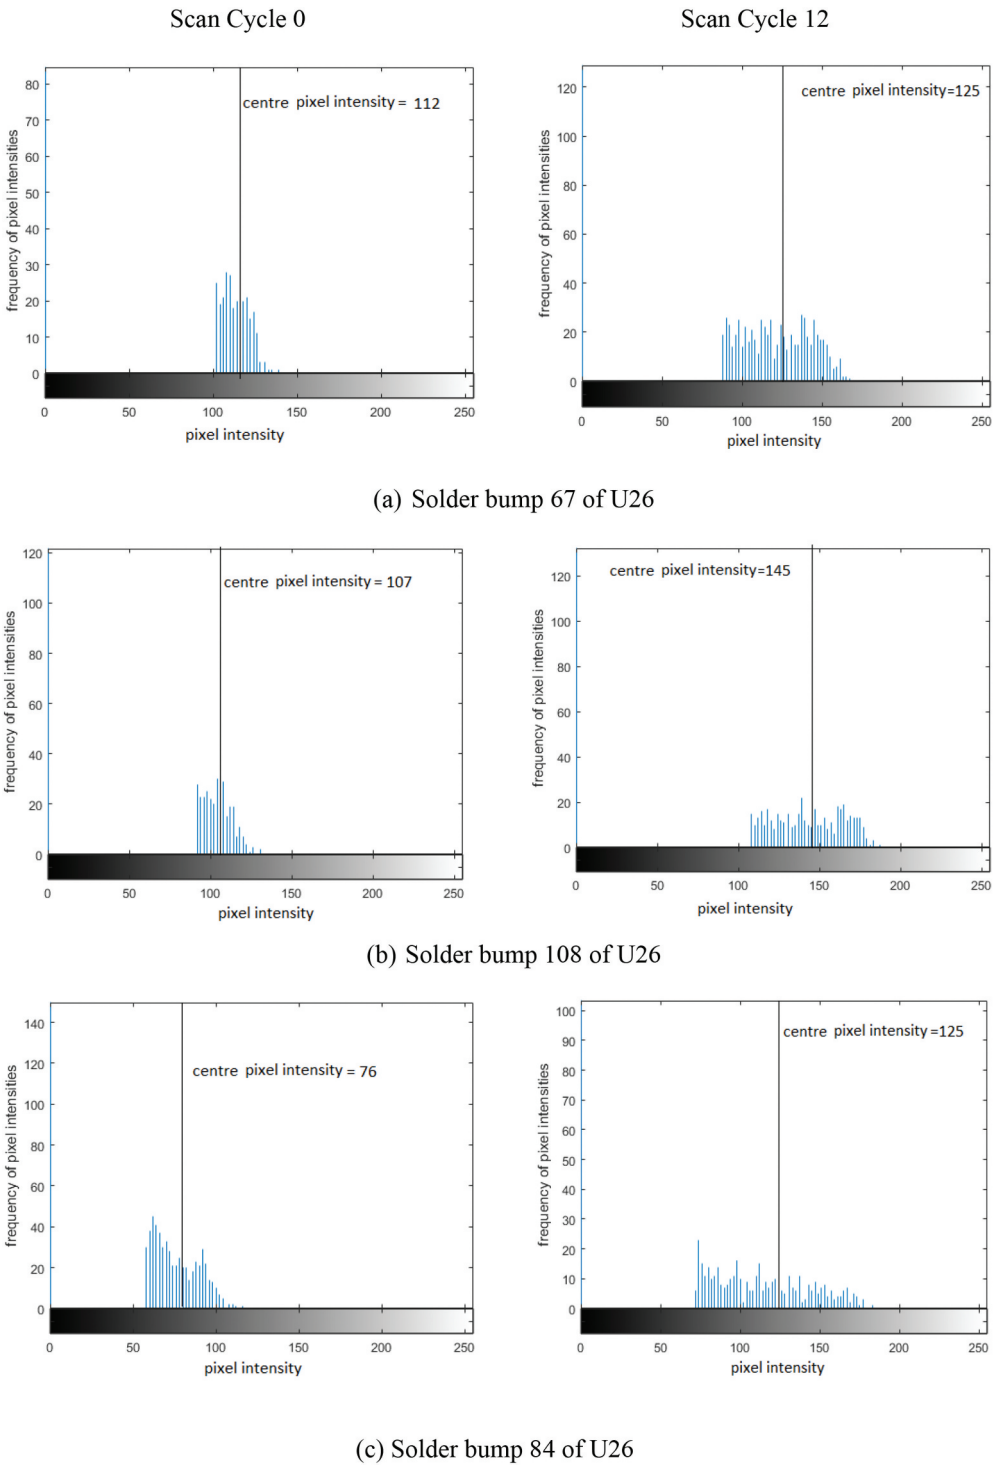 Scan Cycle 0
Scan Cycle 12
80
70
60
50
40
30
20
10
0
frequency of pixel intensities
centre pixel intensity = 112
0 50 100 150 200 250
pixel intensity
120
100
80
60
40
20
0
frequency of pixel intensities
centre pixel intensity=125
0 50 100 150 200 250
pixel intensity
(a) Solder bump 67 of U26
120
100
80
60
40
20
0
frequency of pixel intensities
centre pixel intensity = 107
0 50 100 150 200 250
pixel intensity
120
100
80
60
40
20
0
frequency of pixel intensities
centre pixel intensity=145
0 50 100 150 200 250
pixel intensity
(b) Solder bump 108 of U26
140
120
100
80
60
40
20
0
frequency of pixel intensities
centre pixel intensity = 76
0 50 100 150 200 250
pixel intensity
100
90
80
70
60
50
40
30
20
10
0
frequency of pixel intensities
centre pixel intensity =125
0 50 100 150 200 250
pixel intensity
(c) Solder bump 84 of U26